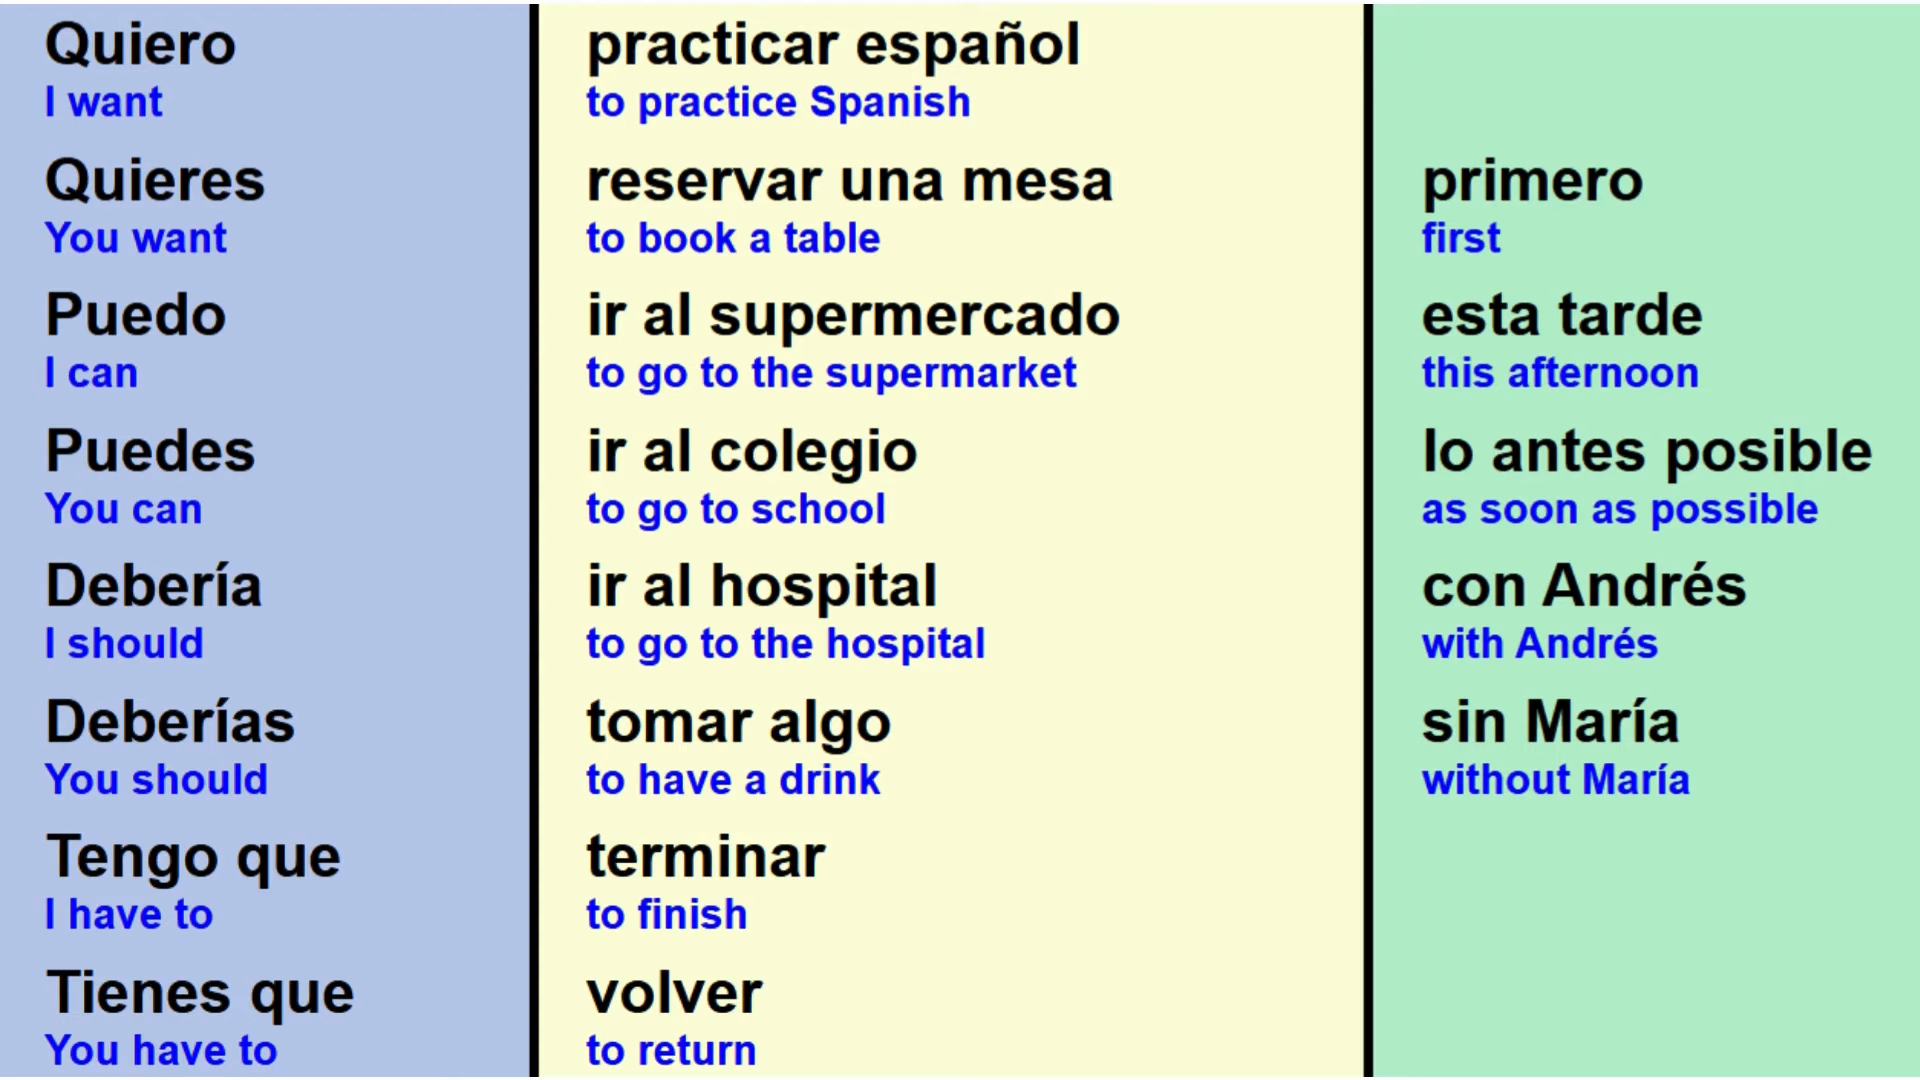 Quiero
I want
Quieres
You want
Puedo
I can
Puedes
You can
Debería
I should
Deberías
You should
Tengo que
I have to
Tienes que
You have to
practicar español
to practice Spanish
reservar una mesa
to book a table
ir al supermercado
to go to the supermarket
ir al colegio
to go to school
ir al hospital
to go to the hospital
tomar algo
to have a drink
terminar
to finish
volver
to return
primero
first
esta tarde
this afternoon
lo antes posible
as soon as possible
con Andrés
with Andrés
sin María
without María